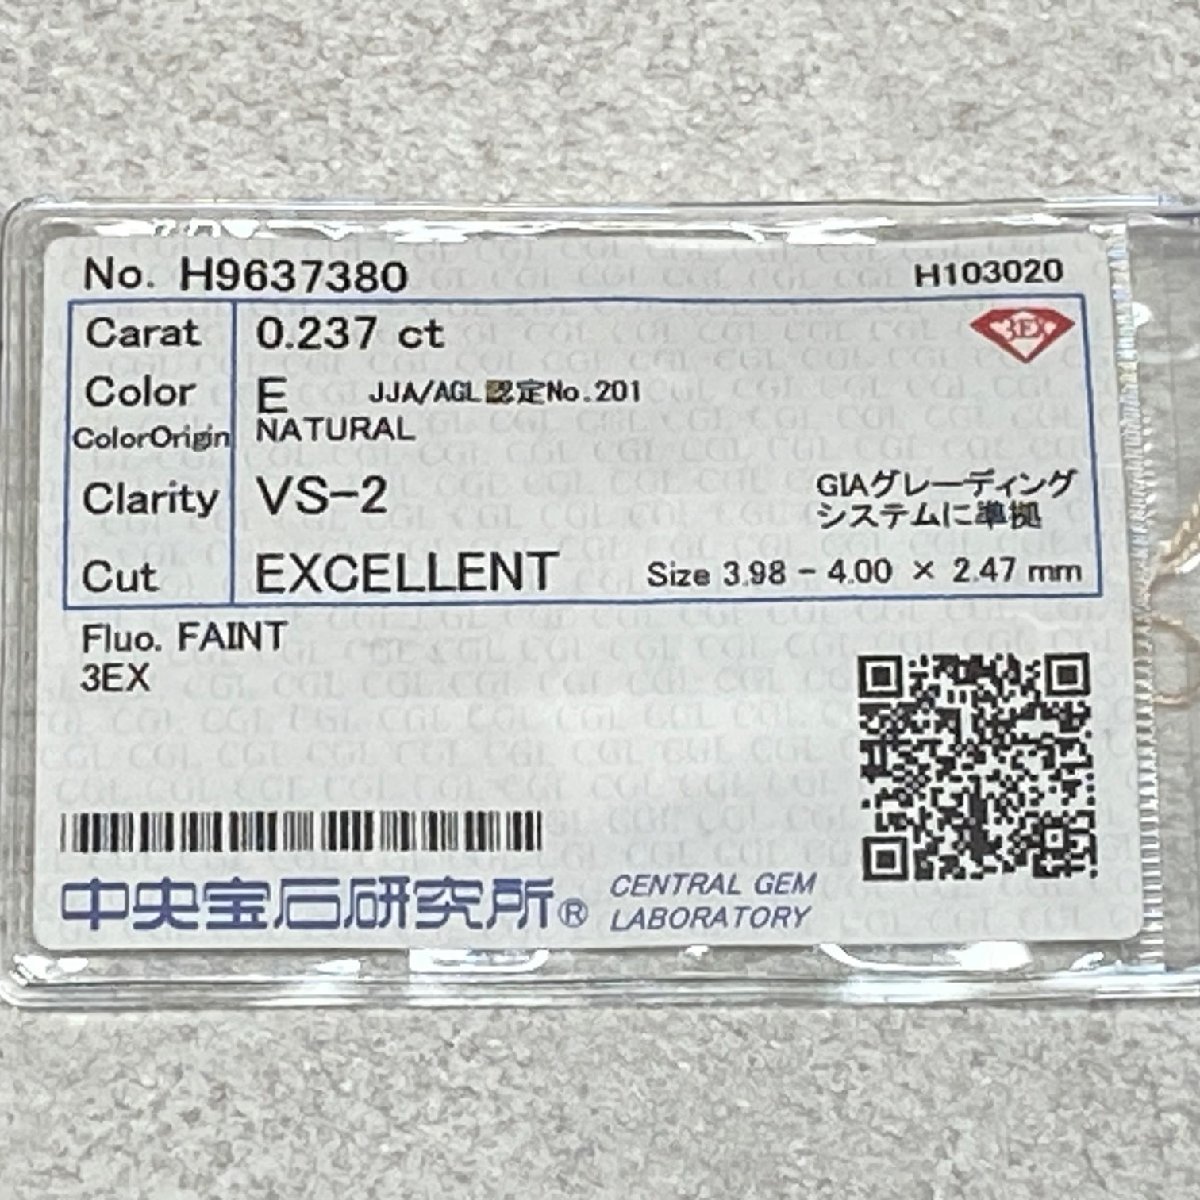 No. H9637380 H103020
Carat 0.237 ct 3EX
Color E JJA/AGL認定No.201
ColorOrigin NATURAL
Clarity VS-2 GIAグレーディング
システムに準拠
Cut EXCELLENT Size 3.98 - 4.00 × 2.47 mm
Fluo. FAINT
3EX
中央宝石研究所® CENTRAL GEM
LABORATORY